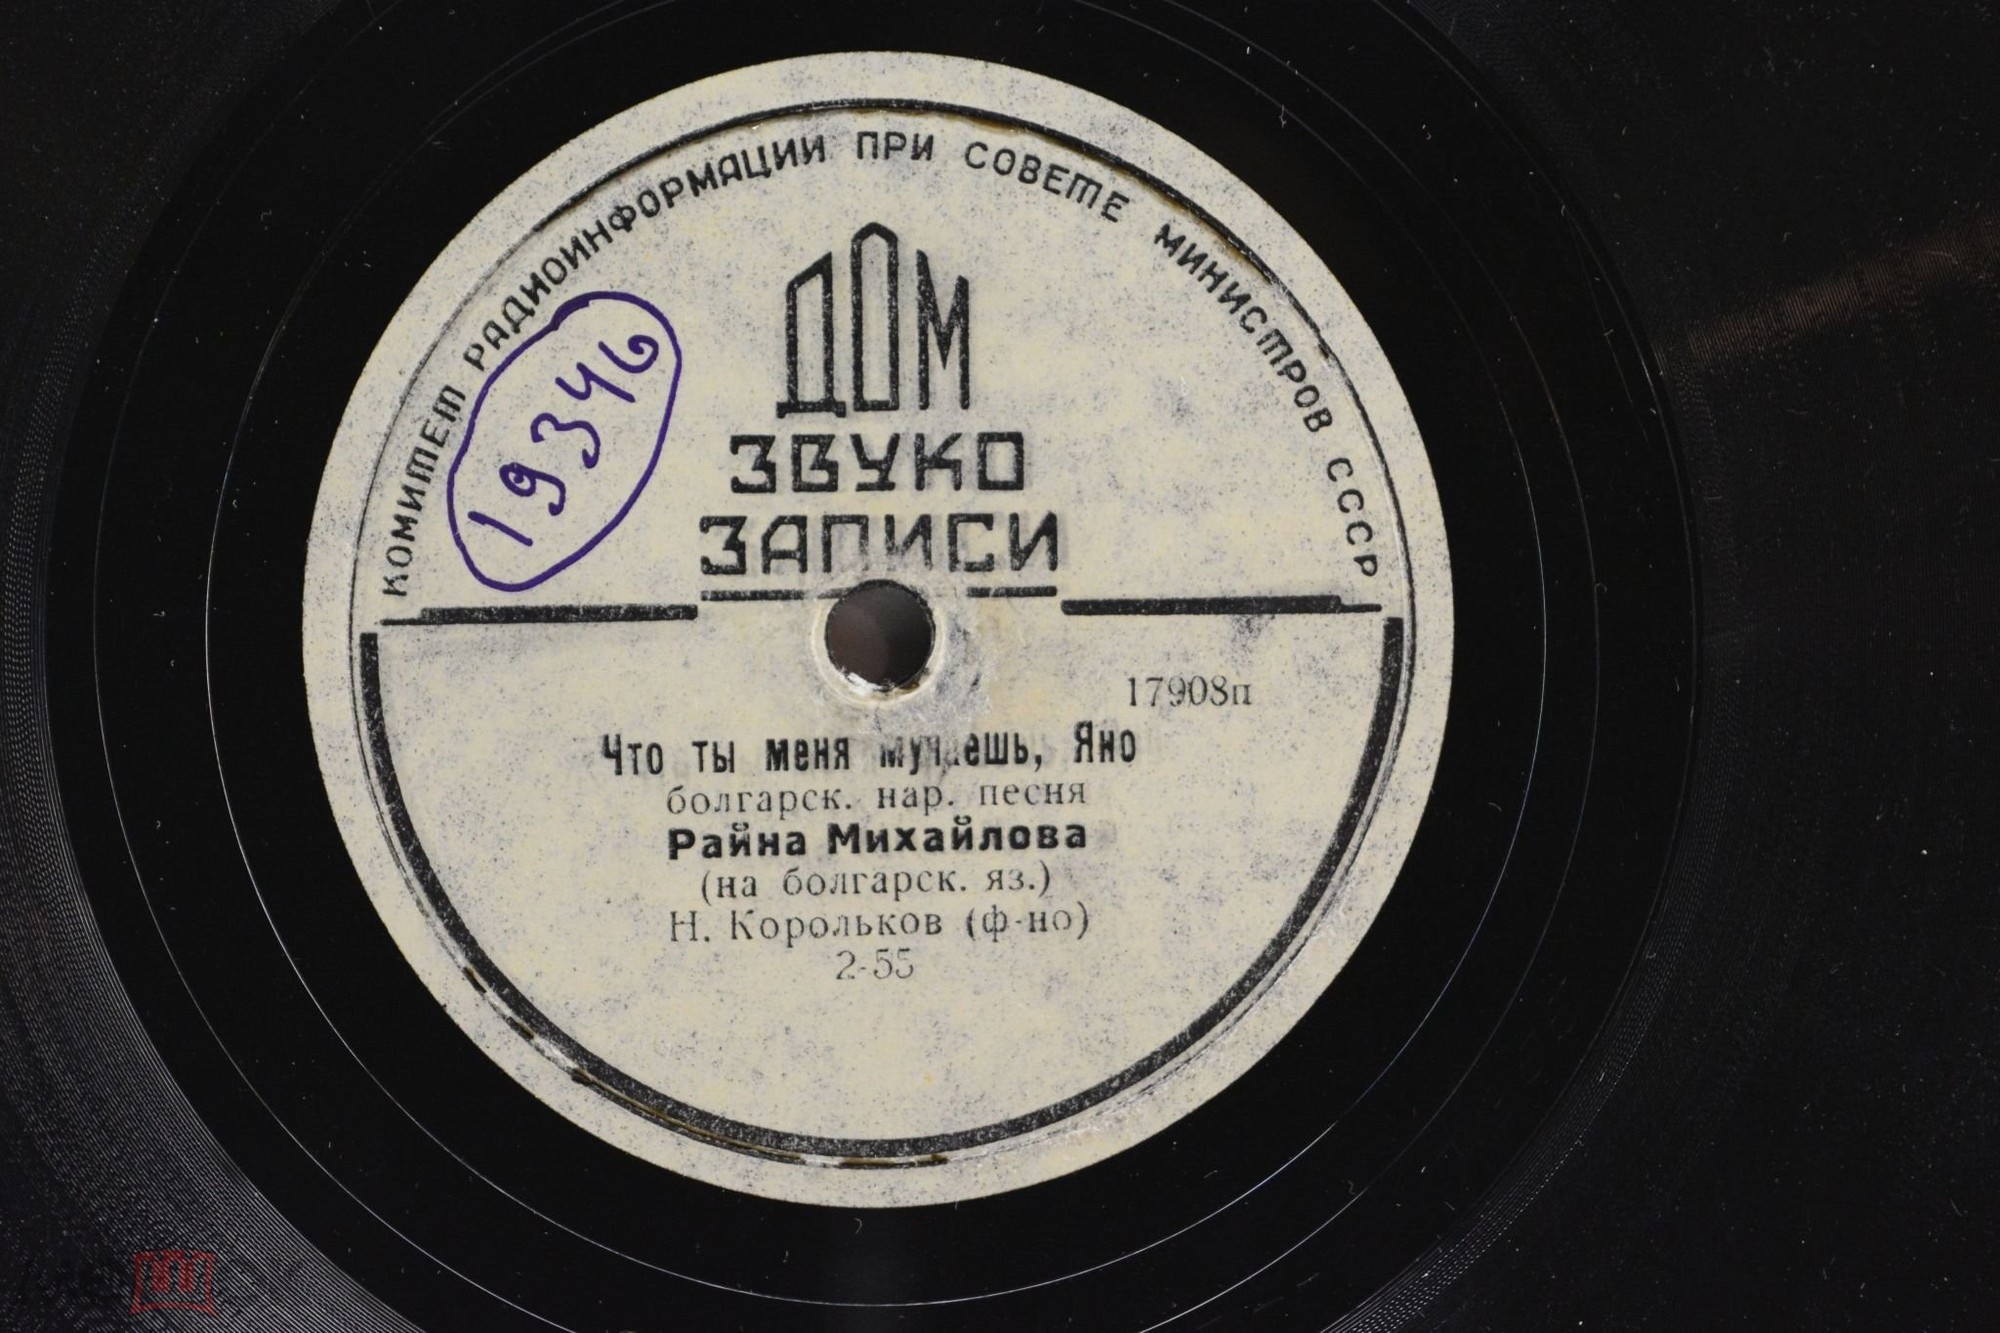 КОМИТЕТ РАДИОИНФОРМАЦИИ ПРИ СОВЕТЕ МИНИСТРОВ СССР
19346
ДОМ
ЗВУКО
ЗАПИСИ
17908п
Что ты меня мучаешь, Яно
болгарск. нар. песня
Райна Михайлова
(на болгарск. яз.)
Н. Корольков (ф-но)
2-55